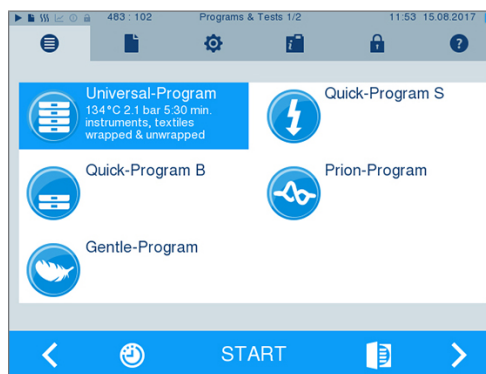 483 : 102 Programs & Tests 1/2 11:53 15.08.2017
Universal-Program
134°C 2.1 bar 5:30 min.
instruments, textiles
wrapped & unwrapped
Quick-Program S
Quick-Program B
Prion-Program
Gentle-Program
START